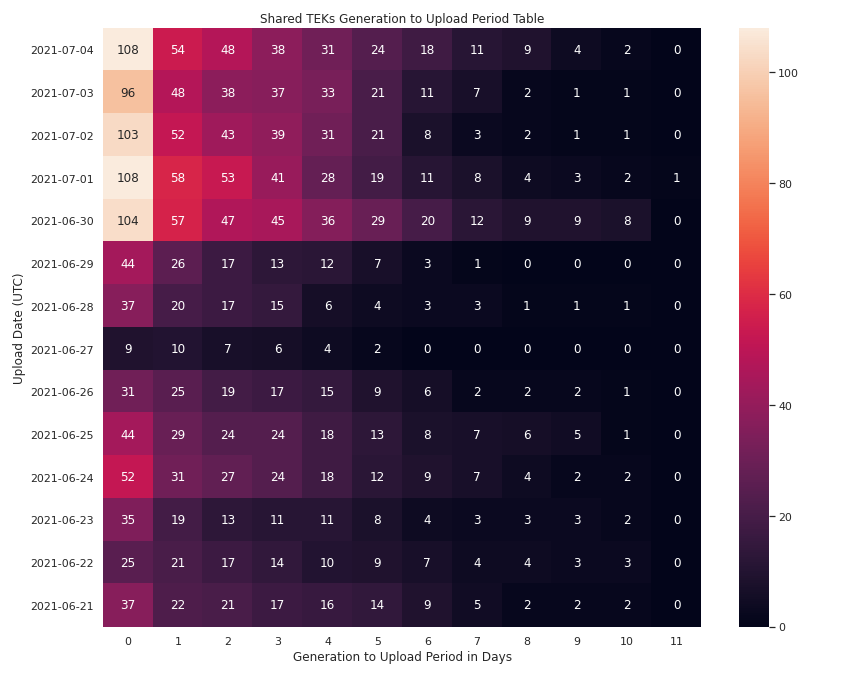 Shared TEKs Generation to Upload Period Table
Upload Date (UTC)
2021-07-04 108 54 48 38 31 24 18 11 9 4 2 0
2021-07-03 96 48 38 37 33 21 11 7 2 1 1 0
2021-07-02 103 52 43 39 31 21 8 3 2 1 1 0
2021-07-01 108 58 53 41 28 19 11 8 4 3 2 1
2021-06-30 104 57 47 45 36 29 20 12 9 9 8 0
2021-06-29 44 26 17 13 12 7 3 1 0 0 0 0
2021-06-28 37 20 17 15 6 4 3 3 1 1 1 0
2021-06-27 9 10 7 6 4 2 0 0 0 0 0 0
2021-06-26 31 25 19 17 15 9 6 2 2 2 1 0
2021-06-25 44 29 24 24 18 13 8 7 6 5 1 0
2021-06-24 52 31 27 24 18 12 9 7 4 2 2 0
2021-06-23 35 19 13 11 11 8 4 3 3 3 2 0
2021-06-22 25 21 17 14 10 9 7 4 4 3 3 0
2021-06-21 37 22 21 17 16 14 9 5 2 2 2 0
0 1 2 3 4 5 6 7 8 9 10 11
Generation to Upload Period in Days
100
80
60
40
20
0